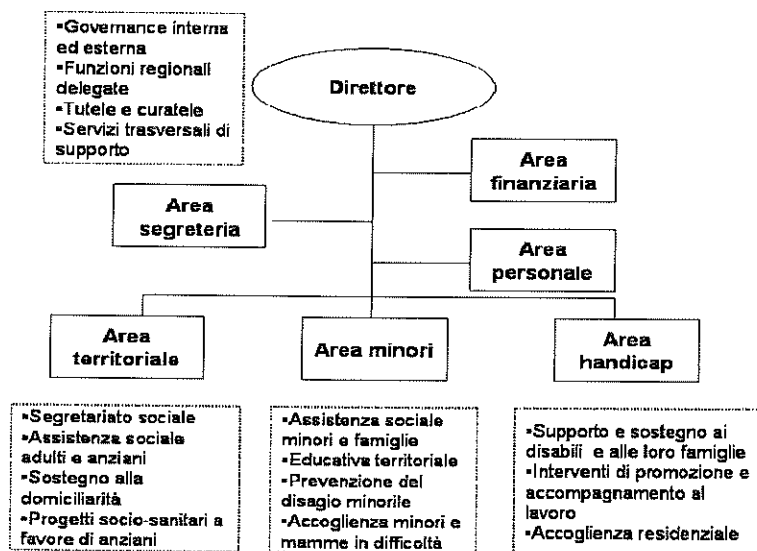 ▪Governance interna
ed esterna
▪Funzioni regionali
delegate
▪Tutele e curatele
▪Servizi trasversali di
supporto
Direttore
Area
finanziaria
Area
segreteria
Area
personale
Area
territoriale
Area minori
Area
handicap
▪Segretariato sociale
▪Assistenza sociale
adulti e anziani
▪Sostegno alla
domiciliarità
▪Progetti socio-sanitari a
favore di anziani
▪Assistenza sociale
minori e famiglie
▪Educativa territoriale
▪Prevenzione del
disagio minorile
▪Accoglienza minori e
mamme in difficoltà
▪Supporto e sostegno ai
disabili e alle loro famiglie
▪Interventi di promozione e
accompagnamento al
lavoro
▪Accoglienza residenziale